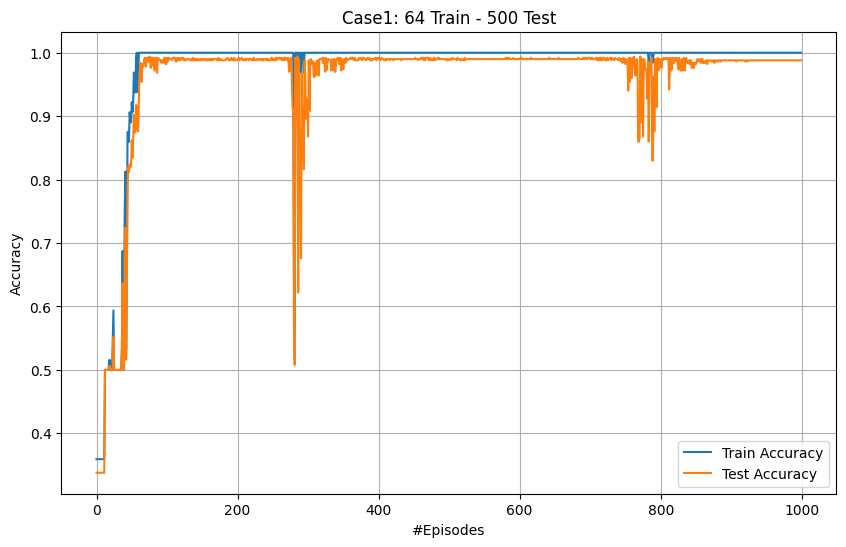 Case1: 64 Train - 500 Test
1.0
0.9
0.8
0.7
0.6
0.5
0.4
Accuracy
0 200 400 600 800 1000
#Episodes
Train Accuracy
Test Accuracy